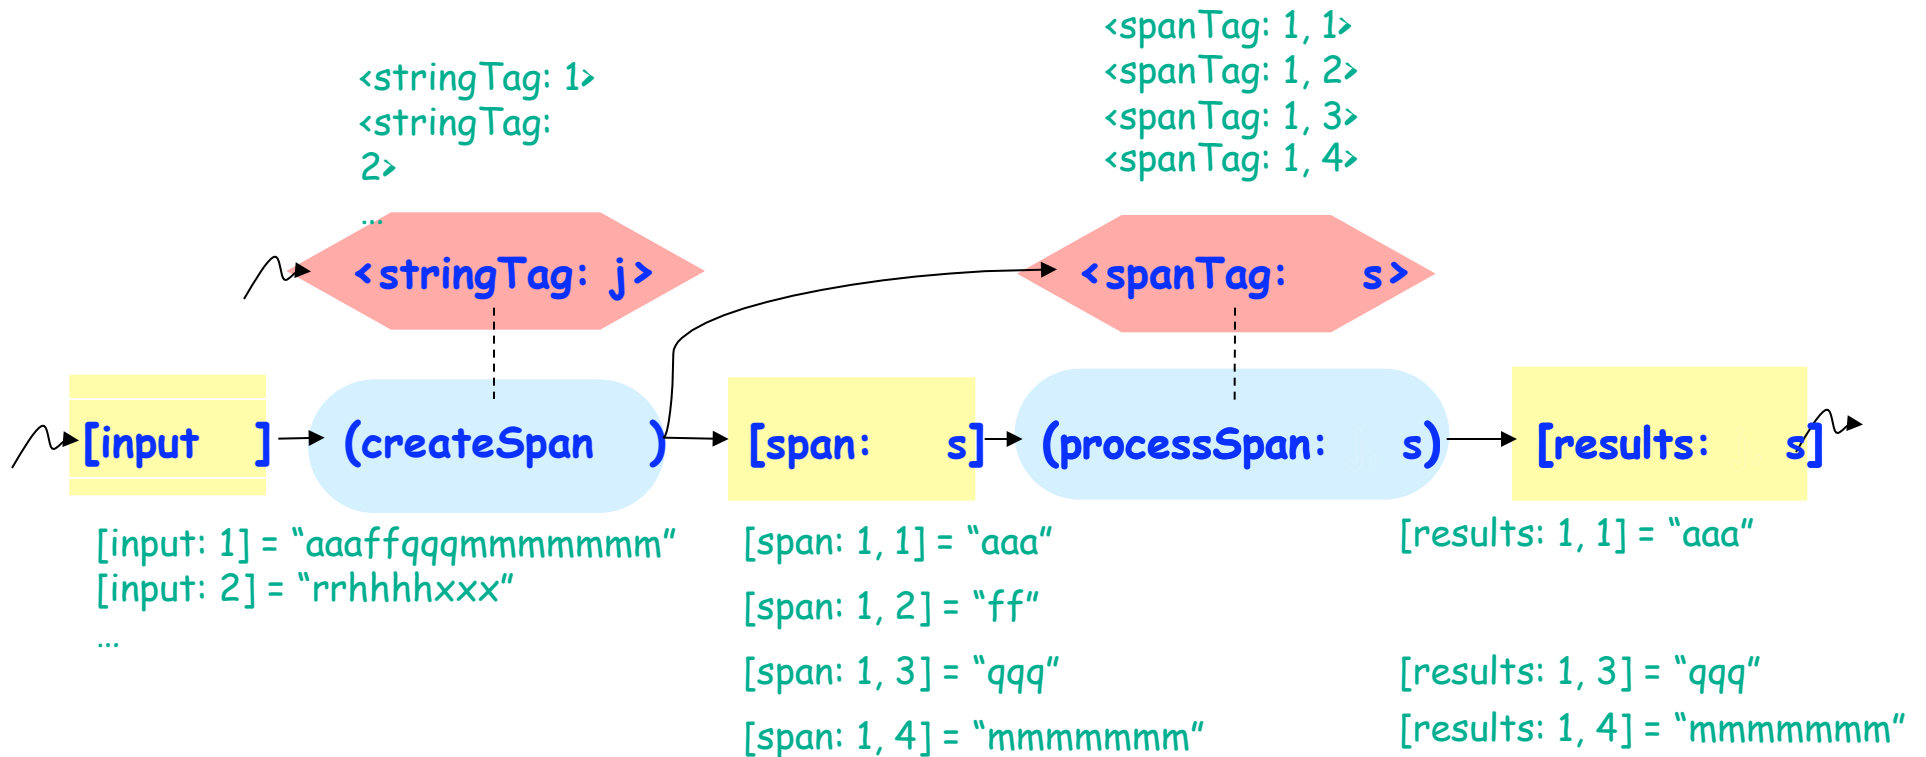 <spanTag: 1, 1>
<spanTag: 1, 2>
<spanTag: 1, 3>
<spanTag: 1, 4>
<stringTag: 1>
<stringTag:
2>
...
<stringTag: j>
<spanTag: s>
[input ]
(createSpan )
[span: s]
(processSpan: s)
[results: s]
[input: 1] = “aaaffqqqmmmmmmm”
[input: 2] = “rrhhhhxxx”
...
[span: 1, 1] = “aaa”
[span: 1, 2] = “ff”
[span: 1, 3] = “qqq”
[span: 1, 4] = “mmmmmmm”
[results: 1, 1] = “aaa”
[results: 1, 3] = “qqq”
[results: 1, 4] = “mmmmmmm”